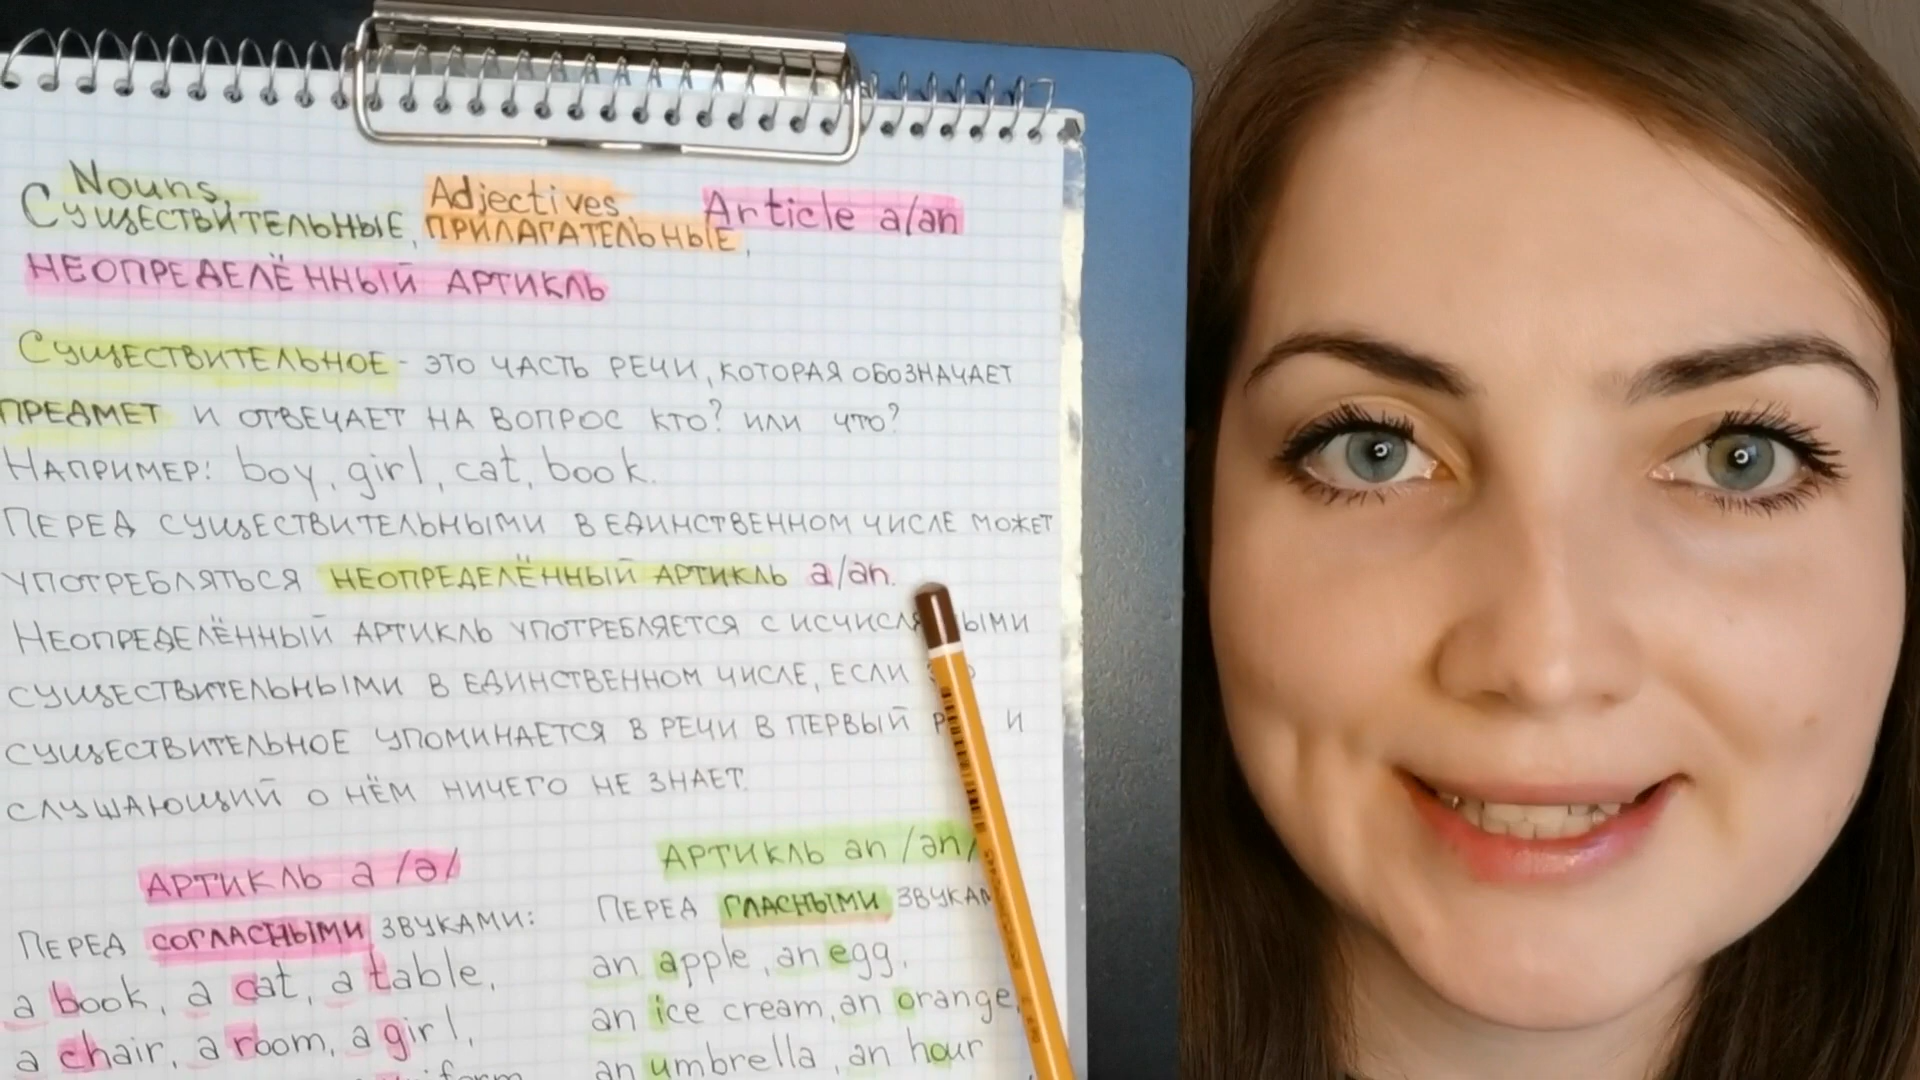 Nouns, Adjectives, Article a/an
Существительные, прилагательные,
неопределённый артикль
Существительное - это часть речи, которая обозначает
предмет и отвечает на вопрос кто? или что?
Например: boy, girl, cat, book.
Перед существительными в единственном числе может
употребляться неопределённый артикль a/an.
Неопределённый артикль употребляется с
существительными в единственном числе, если
существительное упоминается в речи в первый и
слушающий о нём ничего не знает.
Артикль a /ə/
Перед согласными звуками:
a book, a cat, a table,
a chair, a room, a girl,
Артикль an /ən/
Перед гласными
an apple, an egg,
an ice cream, an orange,
an umbrella, an hour